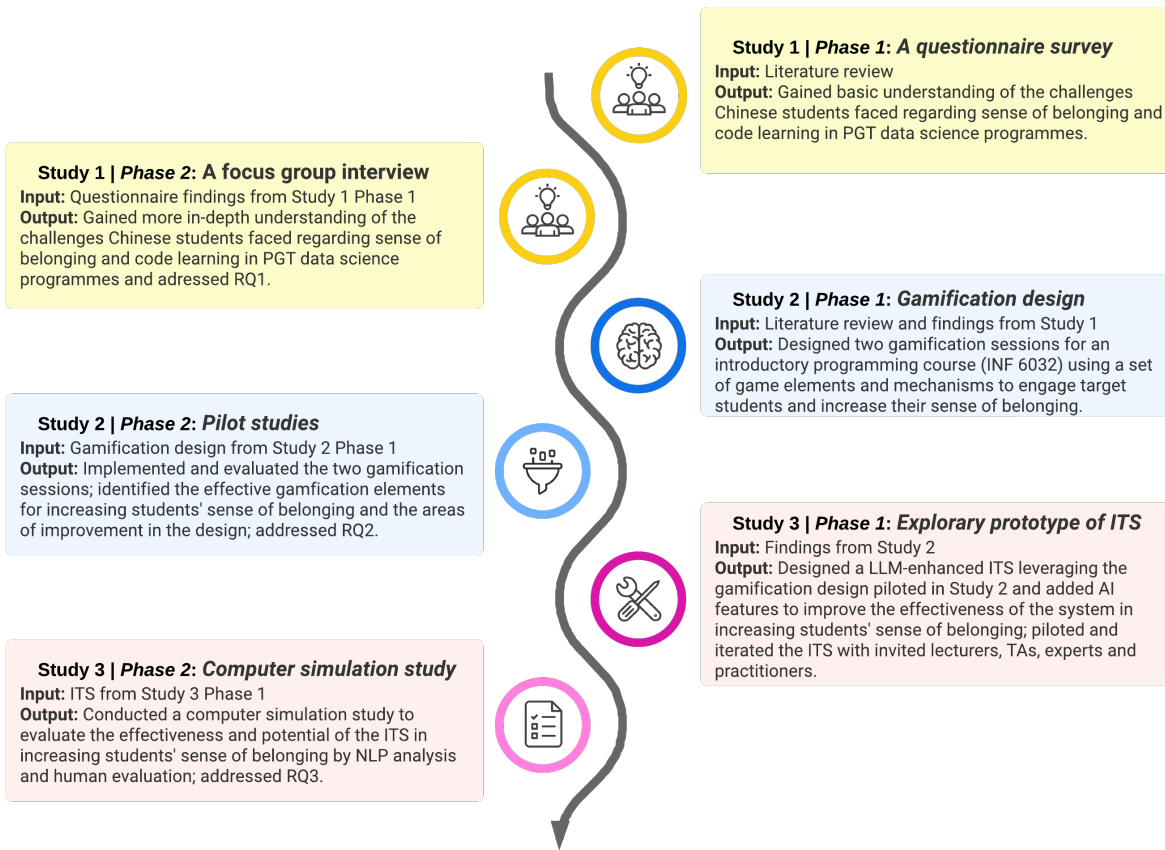 Study 1 | Phase 1: A questionnaire survey
Input: Literature review
Output: Gained basic understanding of the challenges
Chinese students faced regarding sense of belonging and
code learning in PGT data science programmes.
Study 1 | Phase 2: A focus group interview
Input: Questionnaire findings from Study 1 Phase 1
Output: Gained more in-depth understanding of the
challenges Chinese students faced regarding sense of
belonging and code learning in PGT data science
programmes and adressed RQ1.
Study 2 | Phase 1: Gamification design
Input: Literature review and findings from Study 1
Output: Designed two gamification sessions for an
introductory programming course (INF 6032) using a set
of game elements and mechanisms to engage target
students and increase their sense of belonging.
Study 2 | Phase 2: Pilot studies
Input: Gamification design from Study 2 Phase 1
Output: Implemented and evaluated the two gamification
sessions; identified the effective gamfication elements
for increasing students' sense of belonging and the areas
of improvement in the design; addressed RQ2.
Study 3 | Phase 1: Explorary prototype of ITS
Input: Findings from Study 2
Output: Designed a LLM-enhanced ITS leveraging the
gamification design piloted in Study 2 and added AI
features to improve the effectiveness of the system in
increasing students' sense of belonging; piloted and
iterated the ITS with invited lecturers, TAs, experts and
practitioners.
Study 3 | Phase 2: Computer simulation study
Input: ITS from Study 3 Phase 1
Output: Conducted a computer simulation study to
evaluate the effectiveness and potential of the ITS in
increasing students' sense of belonging by NLP analysis
and human evaluation; addressed RQ3.